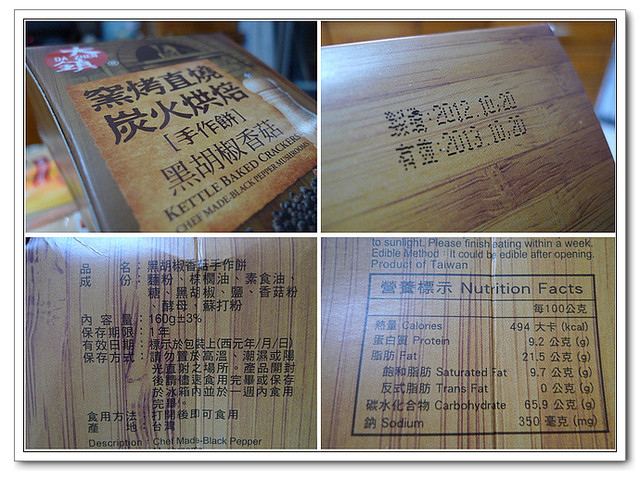 大鎮
DA JHEN
®
窯烤直燒
炭火烘焙
[手作餅]
黑胡椒香菇
KETTLE BAKED CRACKERS
CHEF MADE-BLACK PEPPER MUSHROOMS
製造:2012.10.20
有效:2013.10.20
品名:黑胡椒香菇手作餅
成份:麵粉、棕櫚油、素食油、
糖、黑胡椒、鹽、香菇粉
、酵母、蘇打粉
內容量:160g±3%
保存期限:1年
有效日期:標示於包裝上(西元年/月/日)
保存方式:請勿置於高溫、潮濕或陽
光直射之場所。產品開封
後請儘速食用完畢或保存
於冰箱內並於一週內食用
完畢。
食用方法:打開後即可食用
產地:台灣
Description: Chef Made-Black Pepper
to sunlight. Please finish eating within a week.
Edible Method : It could be edible after opening.
Product of Taiwan
營養標示 Nutrition Facts
每100公克
熱量 Calories 494 大卡 (kcal)
蛋白質 Protein 9.2 公克 (g)
脂肪 Fat 21.5 公克 (g)
飽和脂肪 Saturated Fat 9.7 公克 (g)
反式脂肪 Trans Fat 0 公克 (g)
碳水化合物 Carbohydrate 65.9 公克 (g)
鈉 Sodium 350 毫克 (mg)